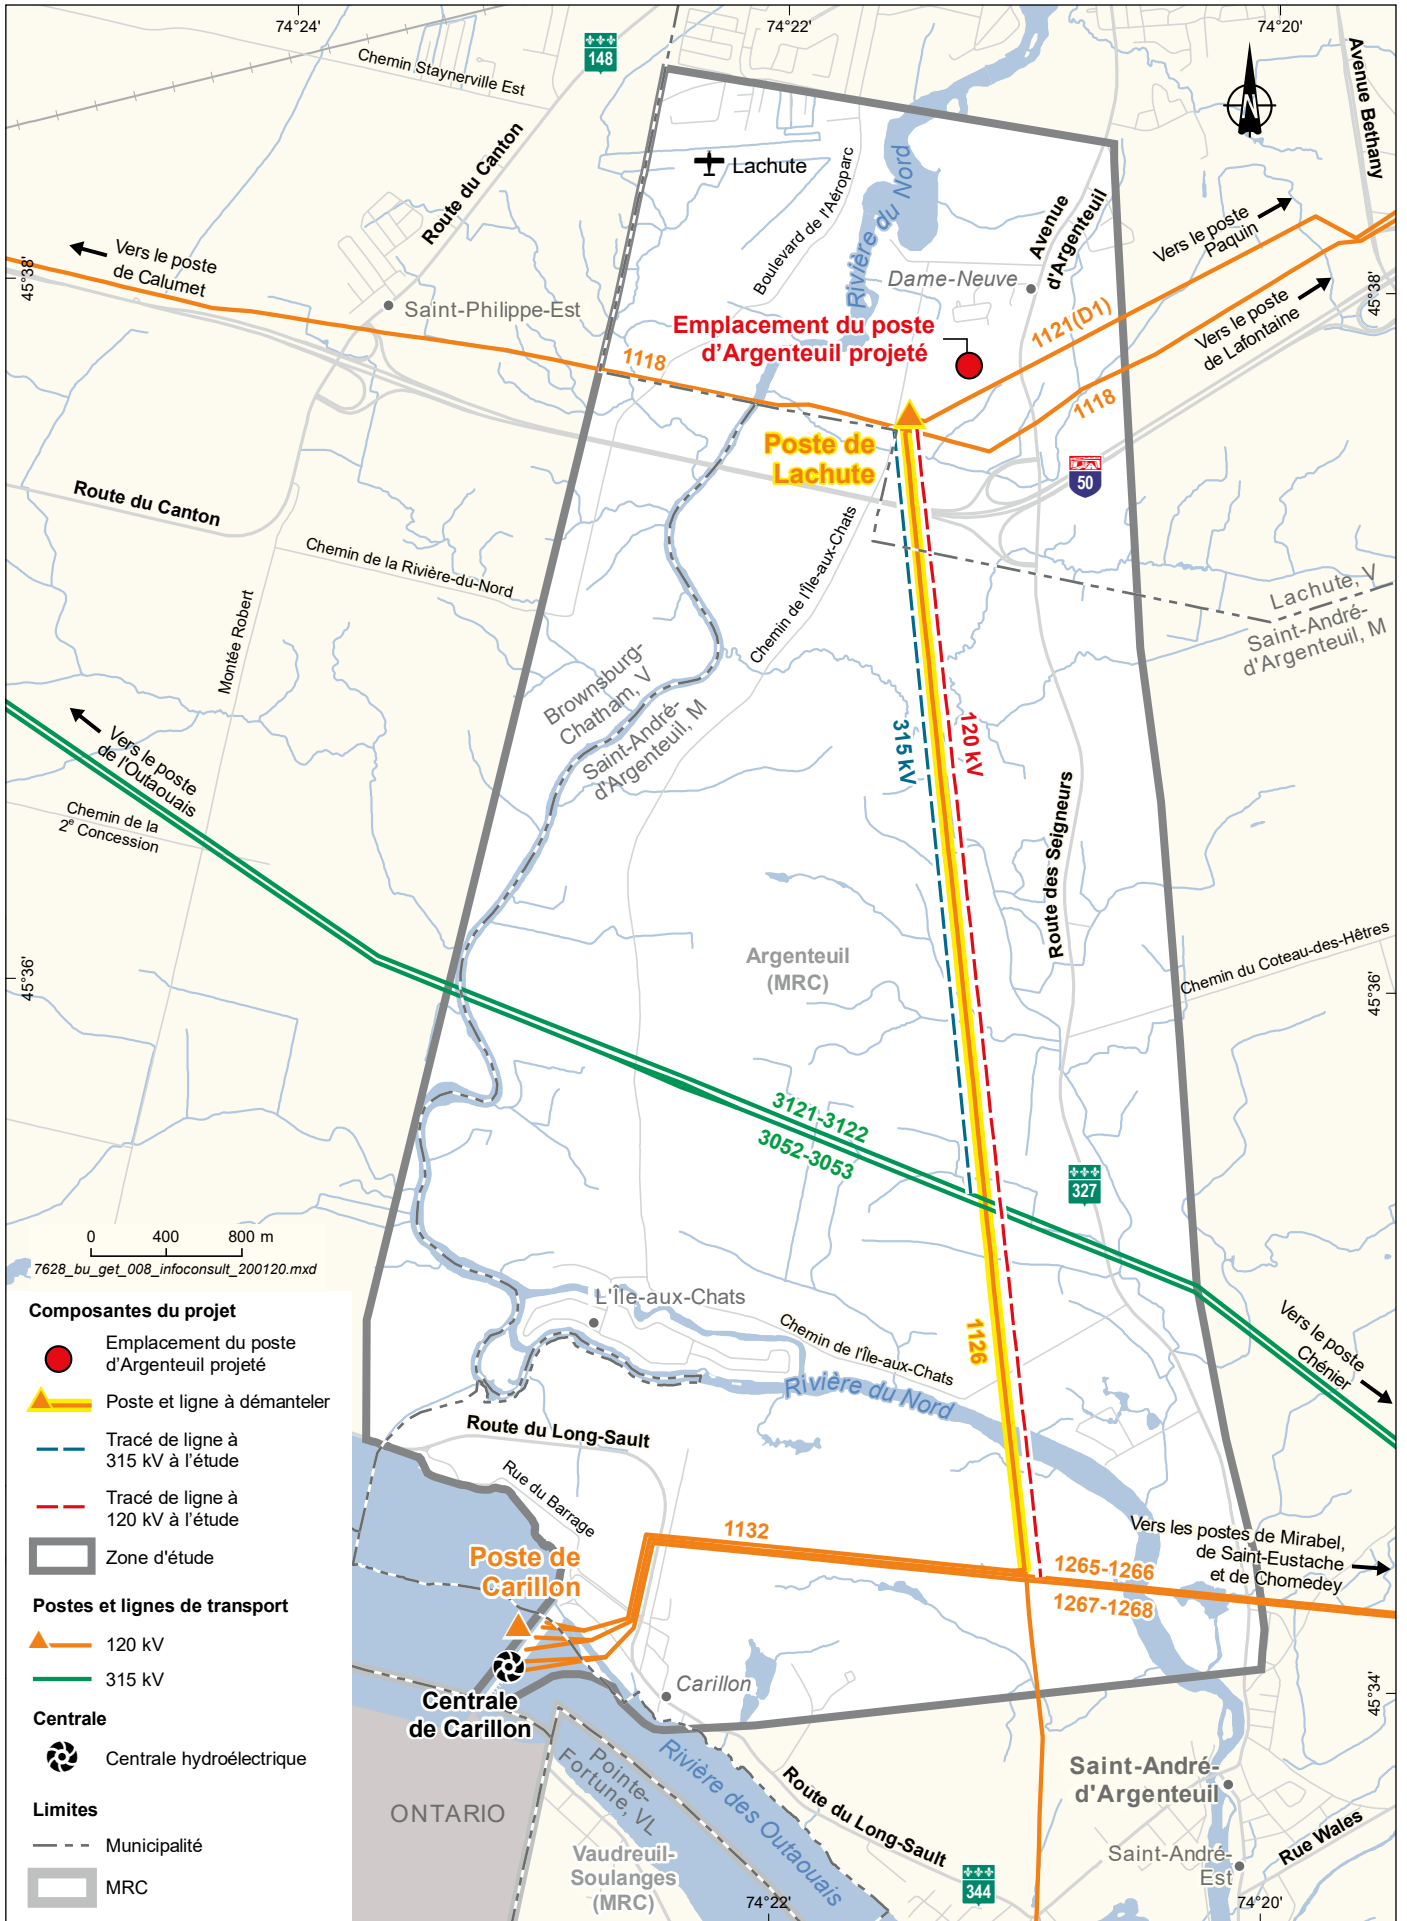 74°24'
74°22'
74°20'
148
Chemin Staynerville Est
Avenue Bethany
N
Route du Canton
Lachute
Boulevard de l'Aéroparc
Rivière du Nord
Avenue
d'Argenteuil
Vers le poste
Paquin
Vers le poste
de Calumet
45°38'
45°38'
Dame-Neuve
Saint-Philippe-Est
Vers le poste
de Lafontaine
Emplacement du poste
d'Argenteuil projeté
1121(D1)
1118
1118
Poste de
Lachute
50
Route du Canton
Chemin de la Rivière-du-Nord
Chemin de l'Île-aux-Chats
Montée Robert
Lachute, V
Saint-André-
d'Argenteuil, M
Brownsburg-
Chatham, V
Saint-André-
d'Argenteuil, M
315 kV
120 kV
Vers le poste
de l'Outaouais
Chemin de la
2e Concession
Route des Seigneurs
Argenteuil
(MRC)
Chemin du Coteau-des-Hêtres
45°36'
45°36'
3121-3122
3052-3053
327
0 400 800 m
7628_bu_get_008_infoconsult_200120.mxd
L'Île-aux-Chats
Chemin de l'Île-aux-Chats
1126
Rivière du Nord
Vers le poste
Chénier
Route du Long-Sault
Rue du Barrage
1132
Vers les postes de Mirabel,
de Saint-Eustache
et de Chomedey
1265-1266
1267-1268
Poste de
Carillon
Centrale
de Carillon
Carillon
45°34'
Composantes du projet
Emplacement du poste
d'Argenteuil projeté
Poste et ligne à démanteler
Tracé de ligne à
315 kV à l'étude
Tracé de ligne à
120 kV à l'étude
Zone d'étude
Postes et lignes de transport
120 kV
315 kV
Centrale
Centrale hydroélectrique
Limites
Municipalité
MRC
ONTARIO
Pointe-
Fortune, VL
Rivière des Outaouais
Vaudreuil-
Soulanges
(MRC)
Route du Long-Sault
344
Saint-André-
d'Argenteuil
Saint-André-
Est
Rue Wales
74°22'
74°20'